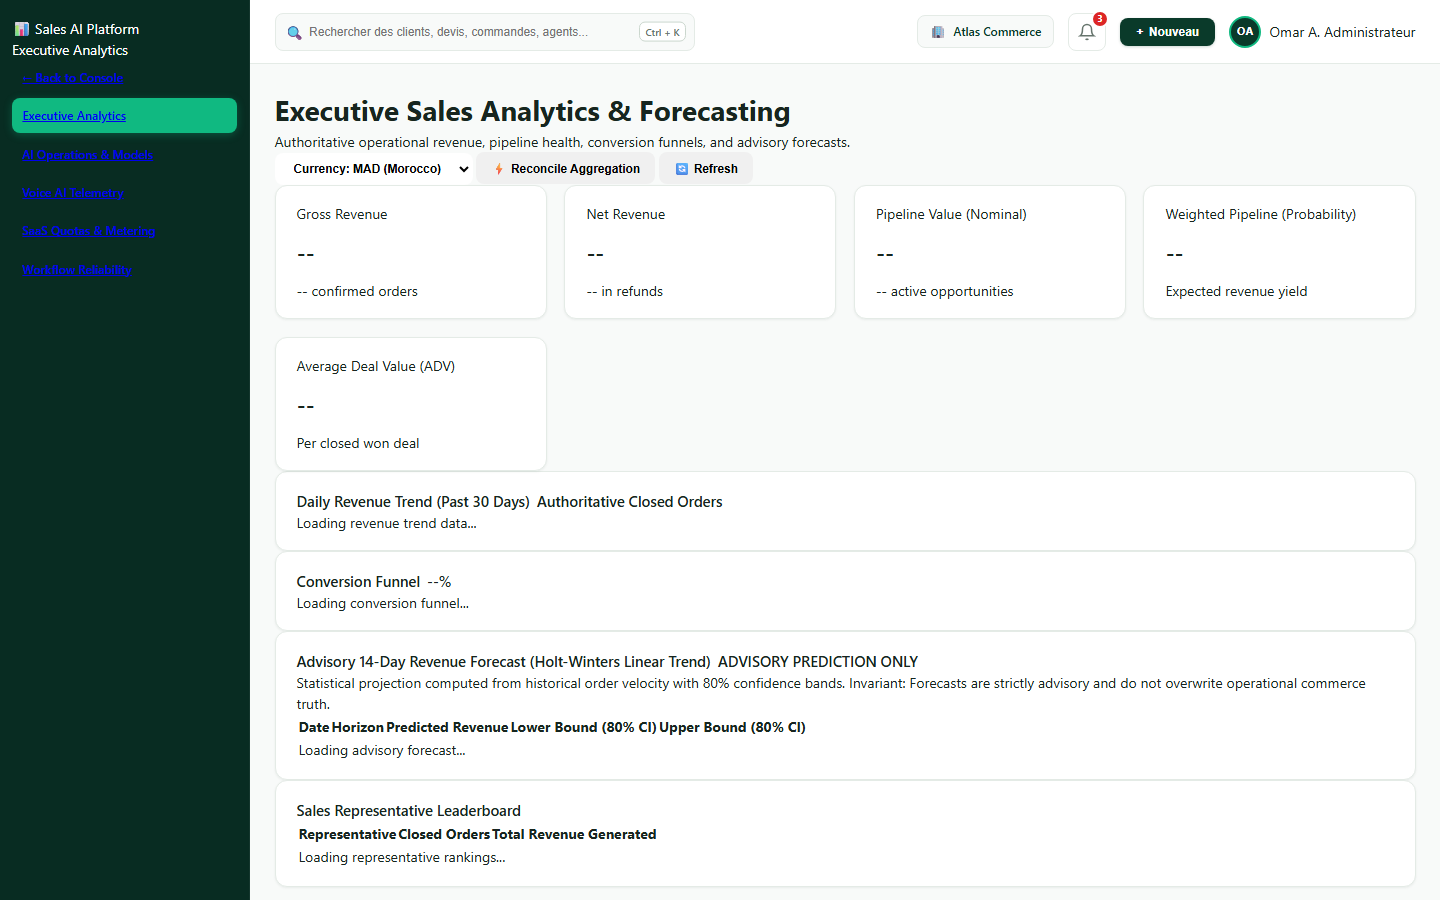 Sales AI Platform
Executive Analytics
← Back to Console
Executive Analytics
AI Operations & Models
Voice AI Telemetry
SaaS Quotas & Metering
Workflow Reliability
Rechercher des clients, devis, commandes, agents...
Ctrl + K
Atlas Commerce
3
+ Nouveau
OA
Omar A. Administrateur
Executive Sales Analytics & Forecasting
Authoritative operational revenue, pipeline health, conversion funnels, and advisory forecasts.
Currency: MAD (Morocco)
Reconcile Aggregation
Refresh
Gross Revenue
--
-- confirmed orders
Net Revenue
--
-- in refunds
Pipeline Value (Nominal)
--
-- active opportunities
Weighted Pipeline (Probability)
--
Expected revenue yield
Average Deal Value (ADV)
--
Per closed won deal
Daily Revenue Trend (Past 30 Days) Authoritative Closed Orders
Loading revenue trend data...
Conversion Funnel --%
Loading conversion funnel...
Advisory 14-Day Revenue Forecast (Holt-Winters Linear Trend) ADVISORY PREDICTION ONLY
Statistical projection computed from historical order velocity with 80% confidence bands. Invariant: Forecasts are strictly advisory and do not overwrite operational commerce
truth.
Date Horizon Predicted Revenue Lower Bound (80% CI) Upper Bound (80% CI)
Loading advisory forecast...
Sales Representative Leaderboard
Representative Closed Orders Total Revenue Generated
Loading representative rankings...